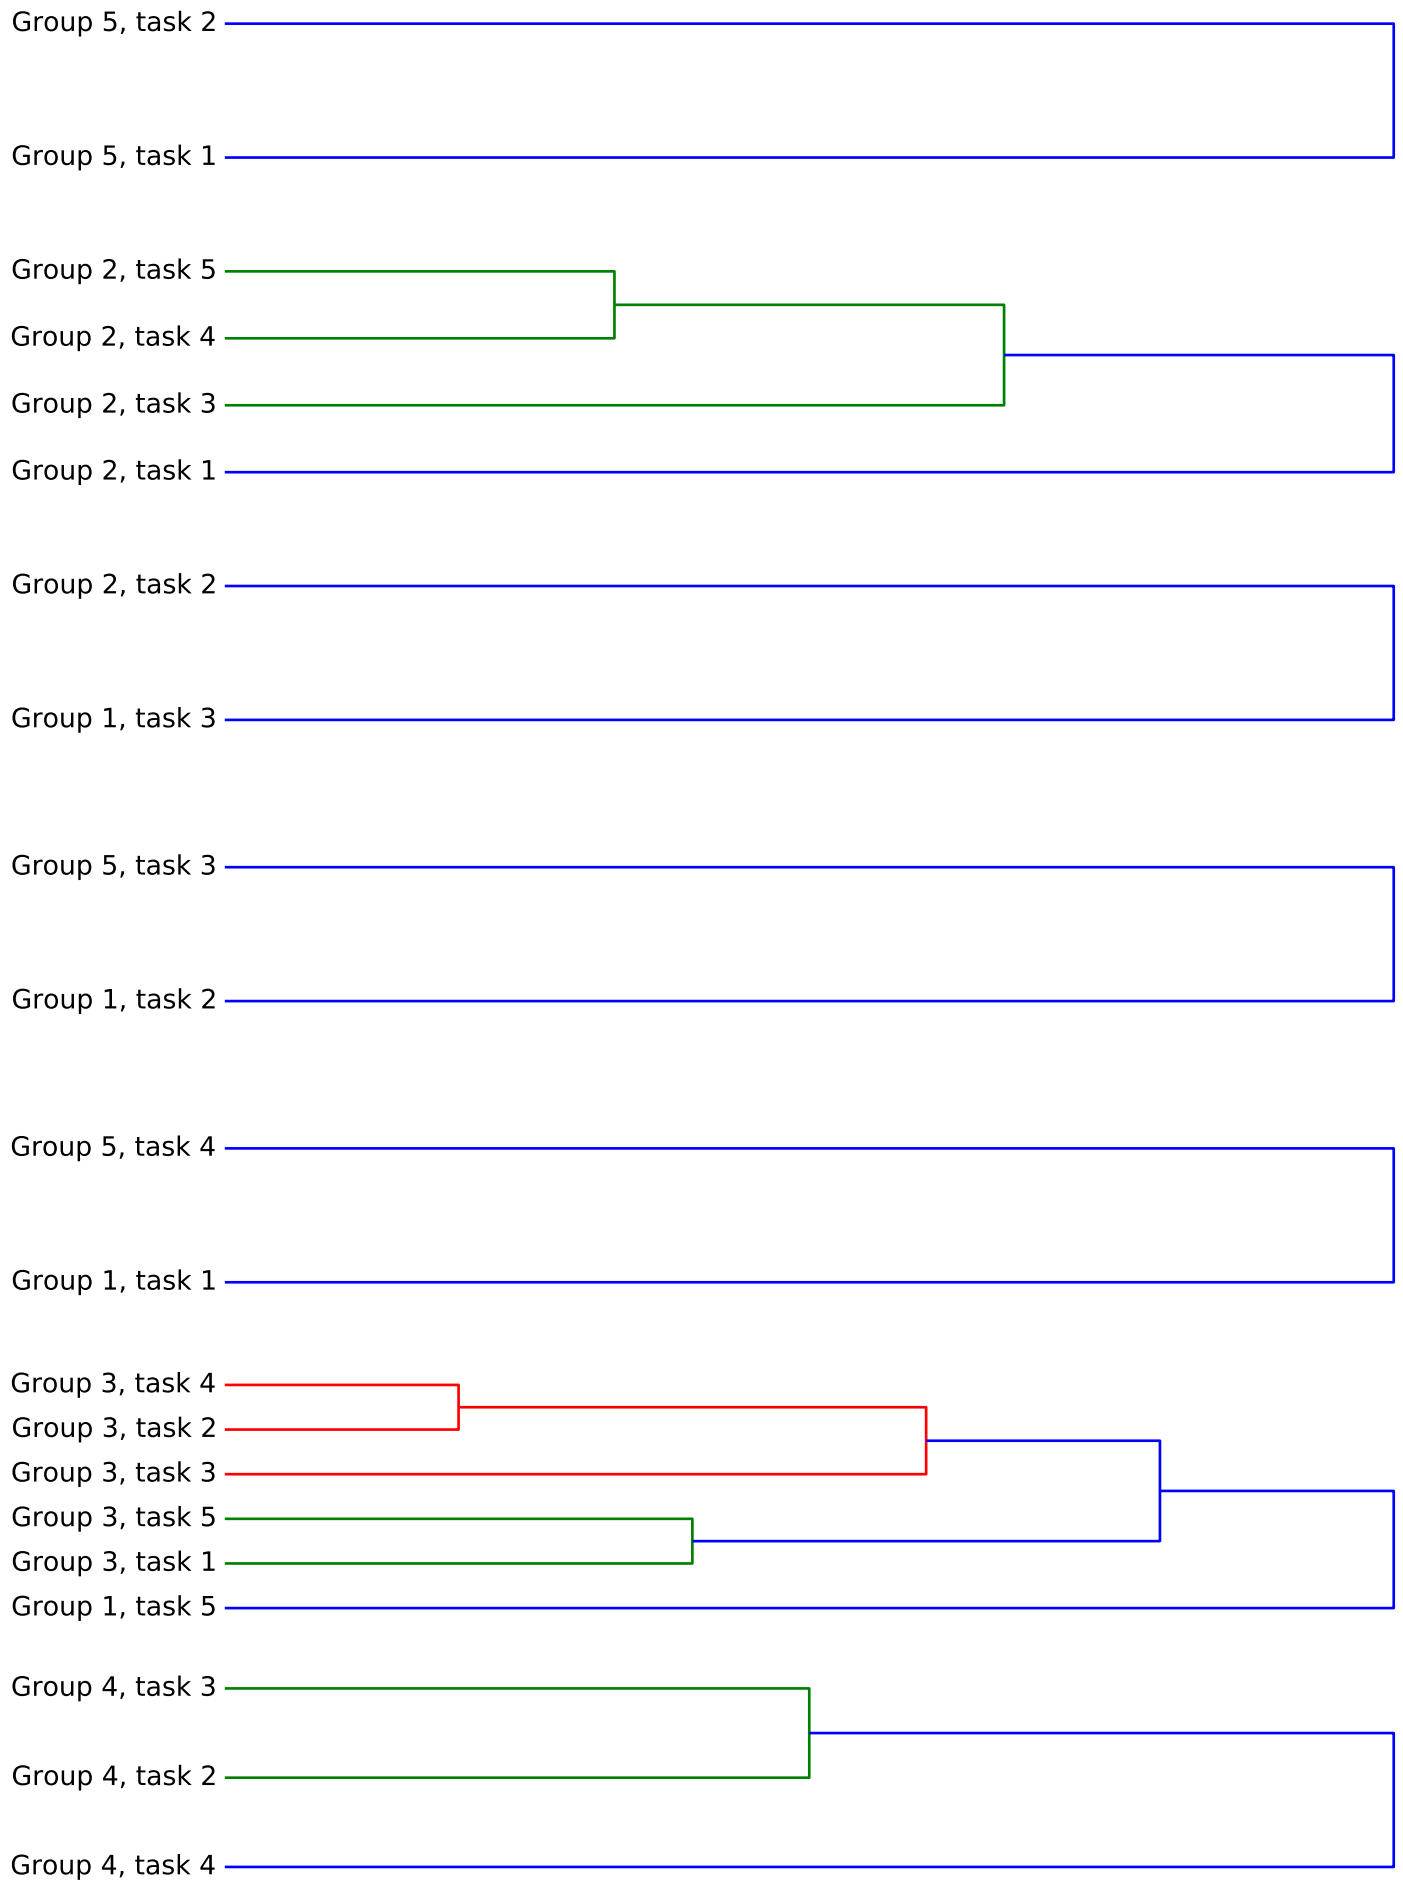 Group 5, task 2
Group 5, task 1
Group 2, task 5
Group 2, task 4
Group 2, task 3
Group 2, task 1
Group 2, task 2
Group 1, task 3
Group 5, task 3
Group 1, task 2
Group 5, task 4
Group 1, task 1
Group 3, task 4
Group 3, task 2
Group 3, task 3
Group 3, task 5
Group 3, task 1
Group 1, task 5
Group 4, task 3
Group 4, task 2
Group 4, task 4